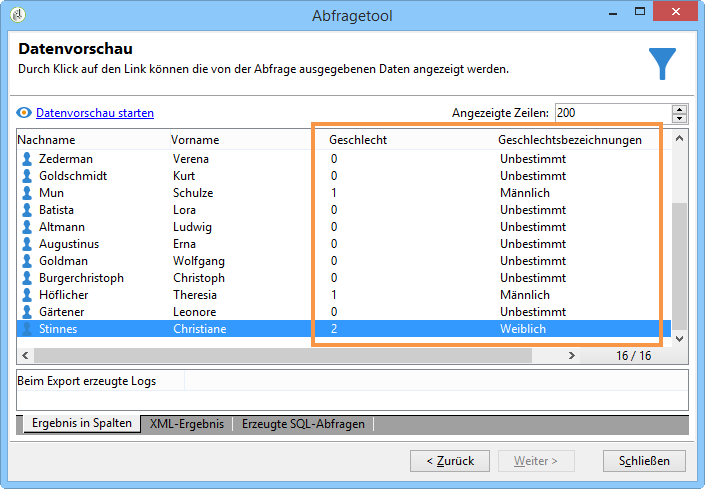 Abfragetool
Datenvorschau
Durch Klick auf den Link können die von der Abfrage ausgegebenen Daten angezeigt werden.
Datenvorschau starten Angezeigte Zeilen: 200
Nachname Vorname Geschlecht Geschlechtsbezeichnungen
Zederman Verena 0 Unbestimmt
Goldschmidt Kurt 0 Unbestimmt
Mun Schulze 1 Männlich
Batista Lora 0 Unbestimmt
Altmann Ludwig 0 Unbestimmt
Augustinus Erna 0 Unbestimmt
Goldman Wolfgang 0 Unbestimmt
Burgerchristoph Christoph 0 Unbestimmt
Höflicher Theresia 1 Männlich
Gärtener Leonore 0 Unbestimmt
Stinnes Christiane 2 Weiblich
16 / 16
Beim Export erzeugte Logs
Ergebnis in Spalten XML-Ergebnis Erzeugte SQL-Abfragen
< Zurück Weiter > Schließen